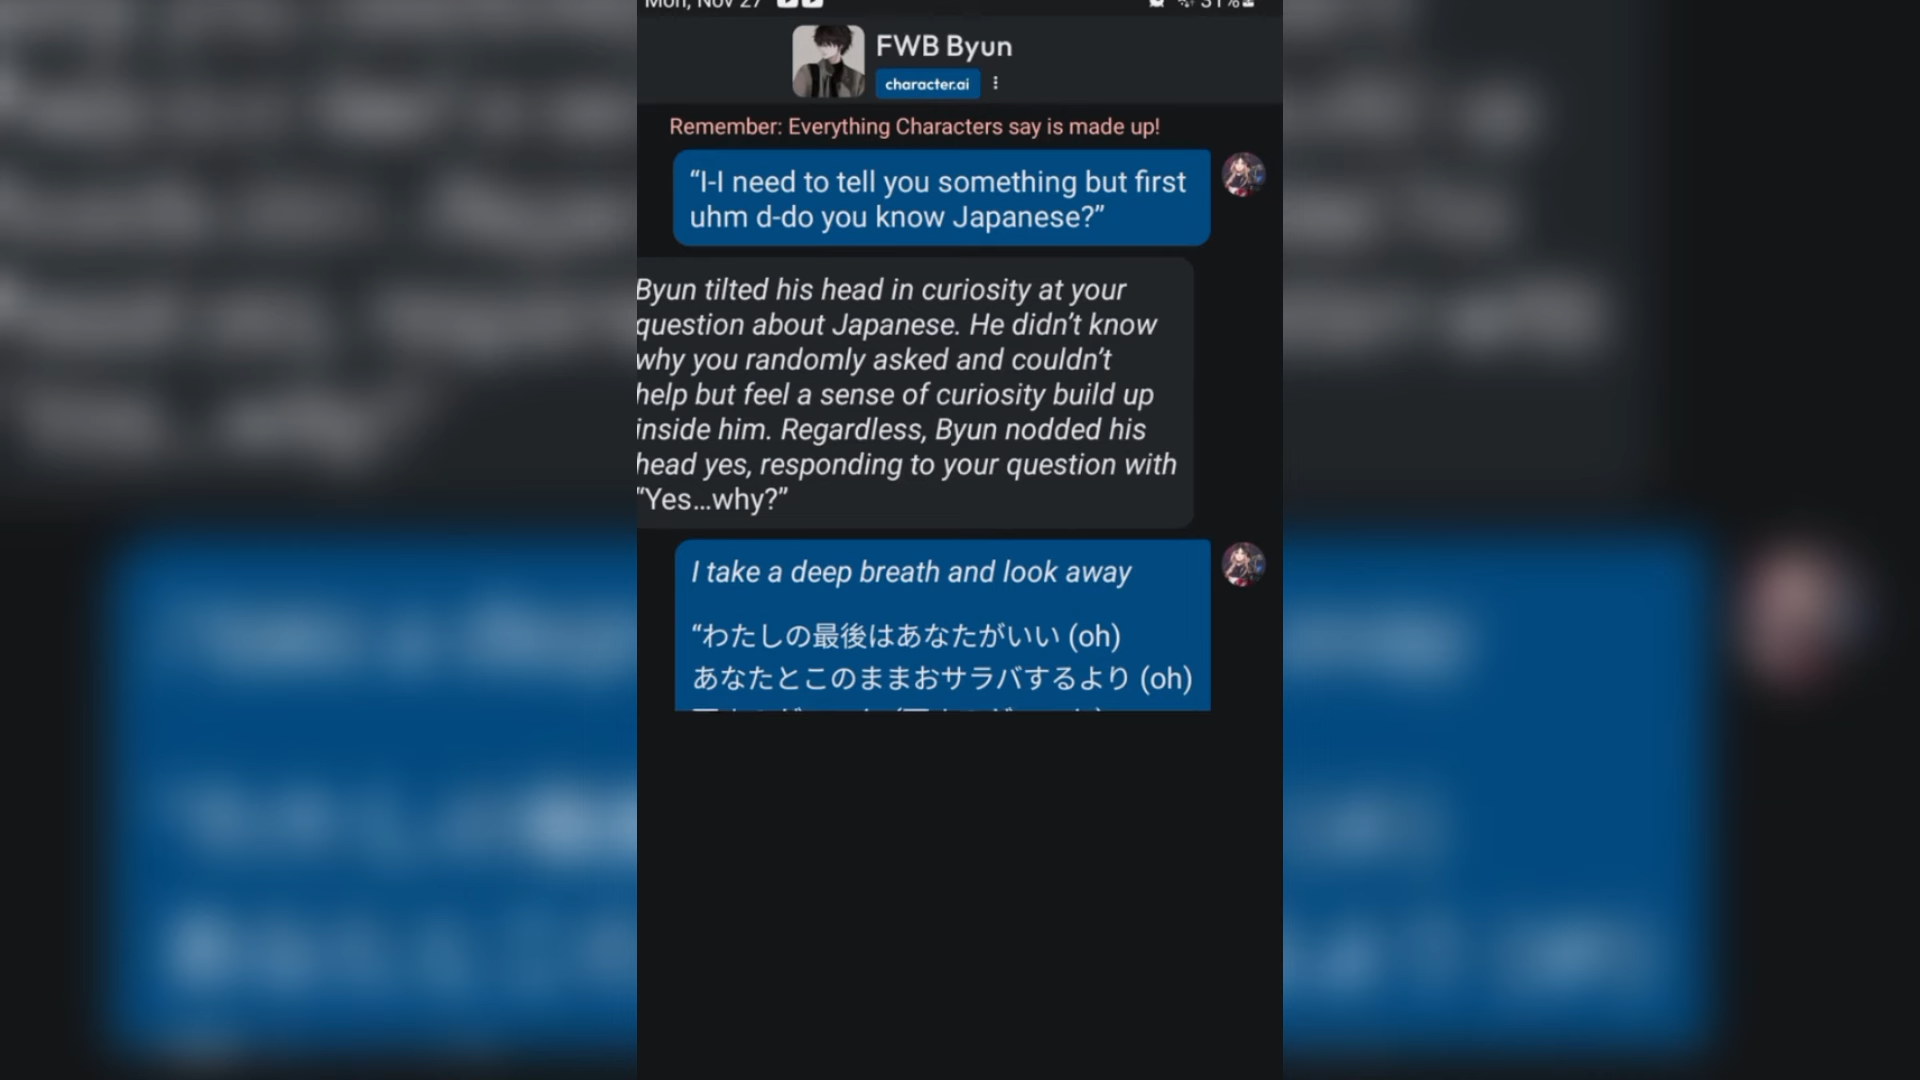 Mon, Nov 27
31%
FWB Byun
character.ai
Remember: Everything Characters say is made up!
“I-I need to tell you something but first
uhm d-do you know Japanese?”
Byun tilted his head in curiosity at your
question about Japanese. He didn’t know
why you randomly asked and couldn’t
help but feel a sense of curiosity build up
inside him. Regardless, Byun nodded his
head yes, responding to your question with
“Yes...why?”
I take a deep breath and look away
“わたしの最後はあなたがいい (oh)
あなたとこのままおサラバするより (oh)